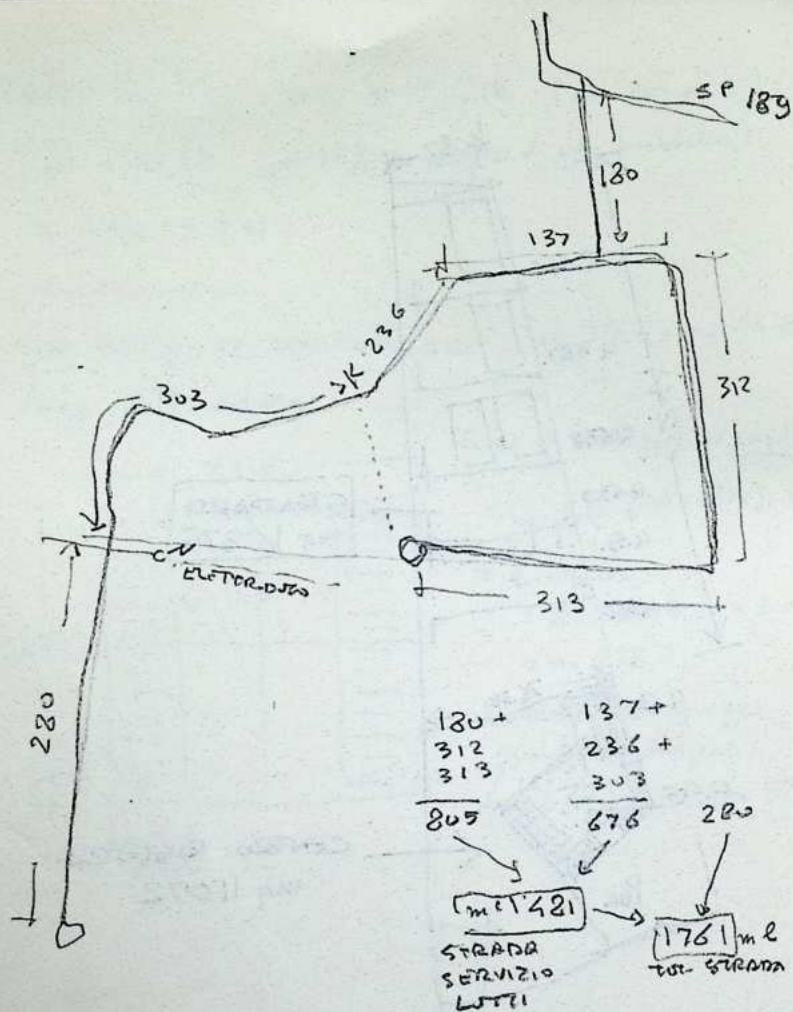 SP 189
180
137
236
303
312
ELETTRODOTTO
313
280
180 +
312
313
805
137 +
236 +
303
676
280
ml 1481
STRADA
SERVIZIO
LOTTI
1761 ml
TOT. STRADA